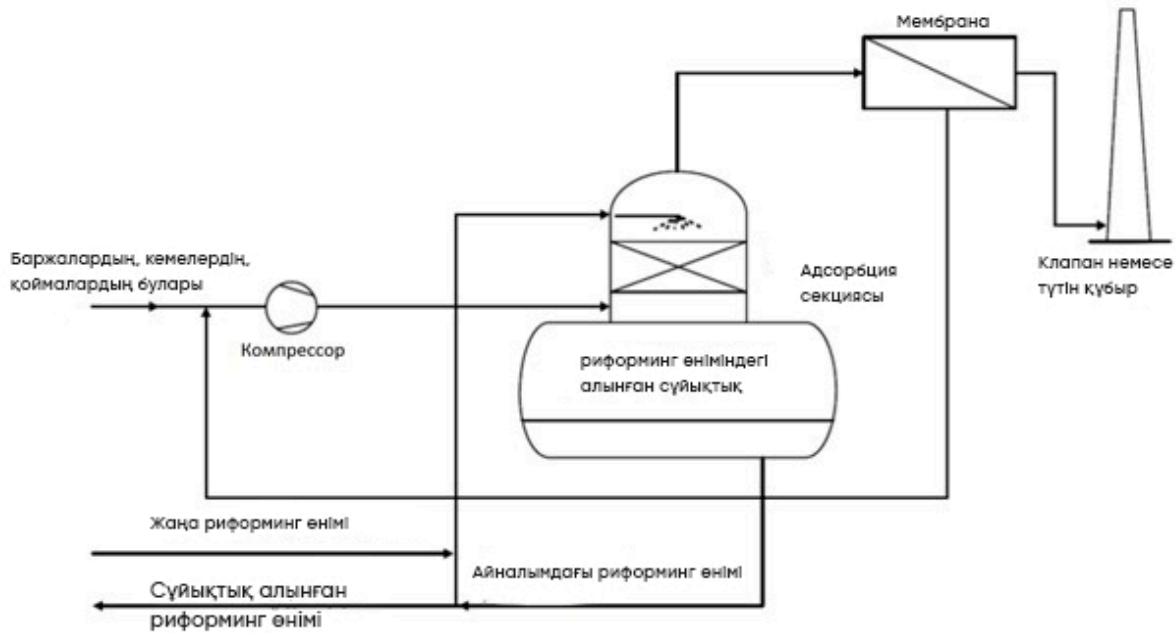 Мембрана
Баржалардың, кемелердің,
қоймалардың булары
Компрессор
Адсорбция
секциясы
Клапан немесе
түтін құбыр
риформинг өніміндегі
алынған сұйықтық
Жаңа риформинг өнімі
Айналымдағы риформинг өнімі
Сұйықтық алынған
риформинг өнімі